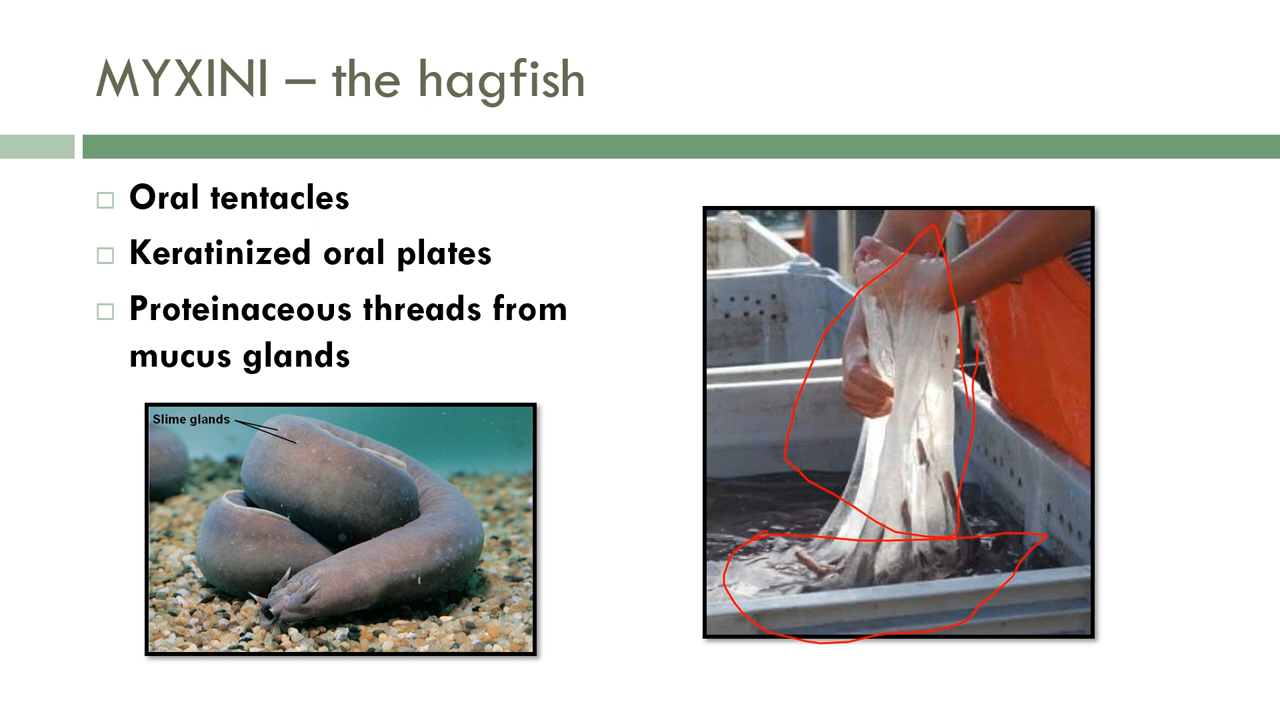 MYXINI – the hagfish
Oral tentacles
Keratinized oral plates
Proteinaceous threads from
mucus glands
Slime glands